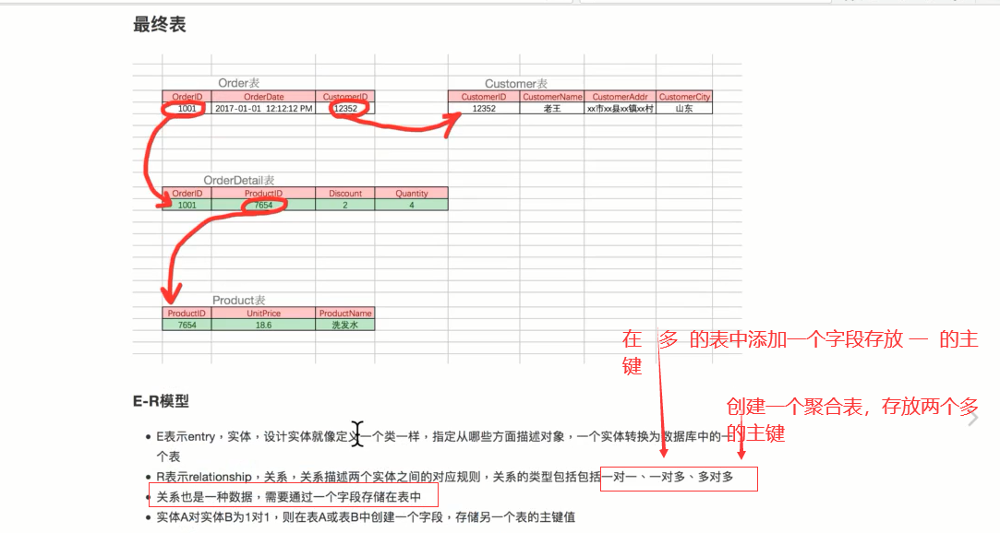 最终表
Order表
OrderID OrderDate CustomerID
1001 2017-01-01 12:12:12 PM 12352
Customer表
CustomerID CustomerName CustomerAddr CustomerCity
12352 老王 xx市xx县xx镇xx村 山东
OrderDetail表
OrderID ProductID Discount Quantity
1001 7654 2 4
Product表
ProductID UnitPrice ProductName
7654 18.6 洗发水
在 多 的表中添加一个字段存放 一 的主
键
创建一个聚合表，存放两个多
的主键
E-R模型
E表示entry，实体，设计实体就像定义一个类一样，指定从哪些方面描述对象，一个实体转换为数据库中的一
个表
R表示relationship，关系，关系描述两个实体之间的对应规则，关系的类型包括包括一对一、一对多、多对多
关系也是一种数据，需要通过一个字段存储在表中
实体A对实体B为1对1，则在表A或表B中创建一个字段，存储另一个表的主键值